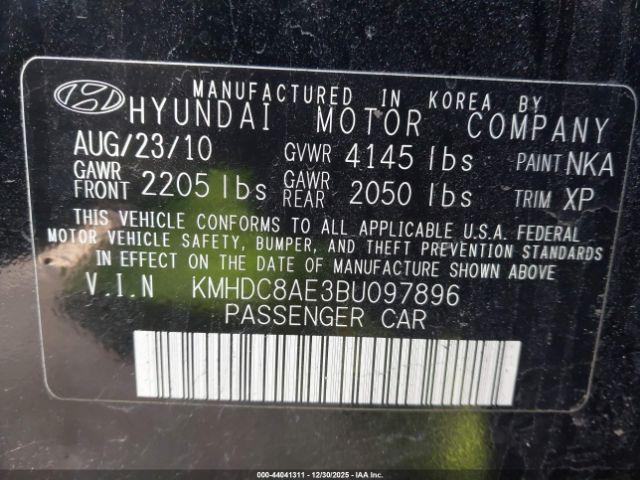 MANUFACTURED IN KOREA BY
HYUNDAI MOTOR COMPANY
AUG/23/10 GVWR 4145 lbs PAINT NKA
GAWR FRONT 2205 lbs GAWR REAR 2050 lbs TRIM XP
THIS VEHICLE CONFORMS TO ALL APPLICABLE U.S.A. FEDERAL
MOTOR VEHICLE SAFETY, BUMPER, AND THEFT PREVENTION STANDARDS
IN EFFECT ON THE DATE OF MANUFACTURE SHOWN ABOVE
V.I.N KMHDC8AE3BU097896
PASSENGER CAR
000-44041311 - 12/30/2025 - IAA Inc.